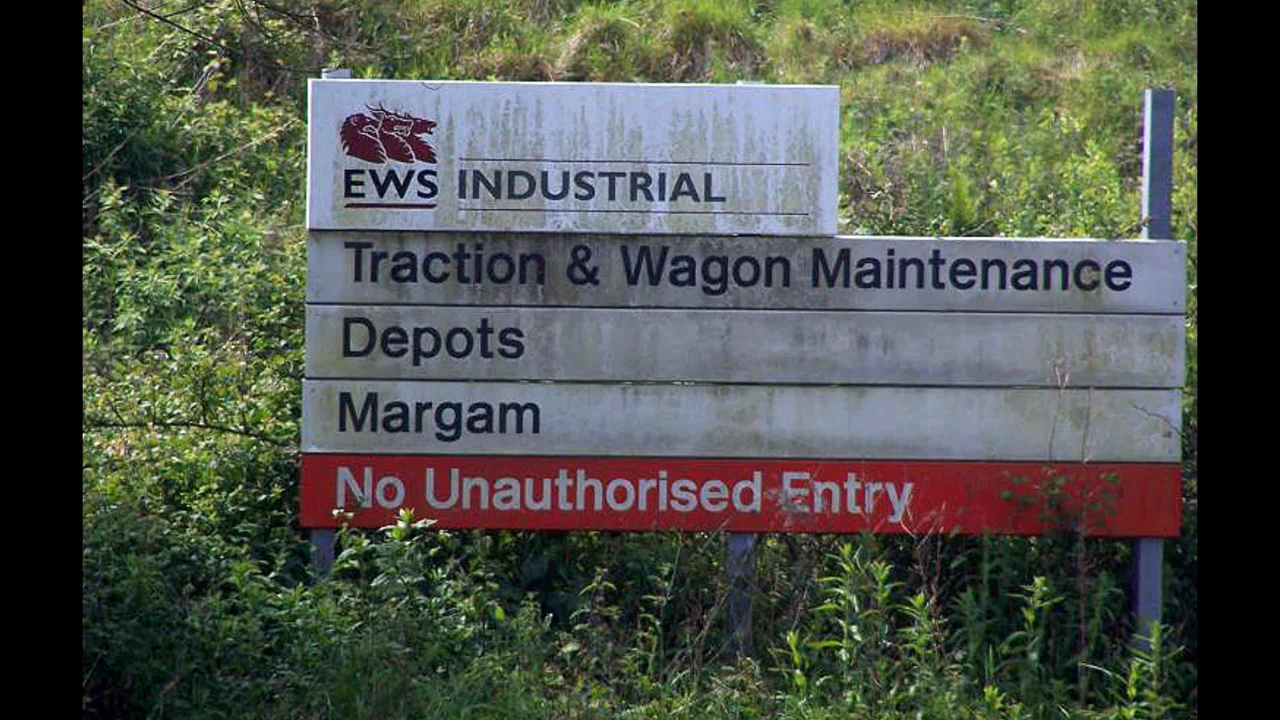 EWS INDUSTRIAL
Traction & Wagon Maintenance
Depots
Margam
No Unauthorised Entry